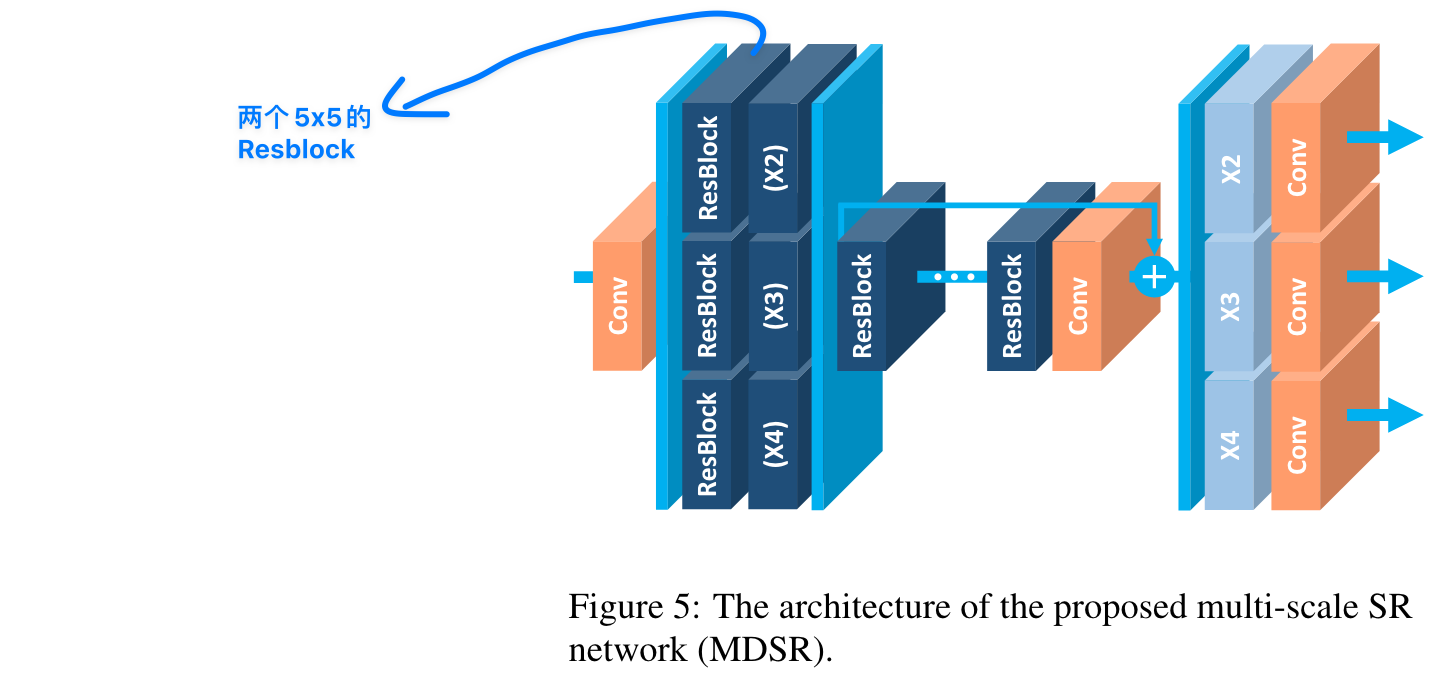 两个 5x5 的
Resblock
Conv
ResBlock
(X2)
ResBlock
(X3)
ResBlock
(X4)
ResBlock
ResBlock
Conv
X2
Conv
X3
Conv
X4
Conv
Figure 5: The architecture of the proposed multi-scale SR
network (MDSR).